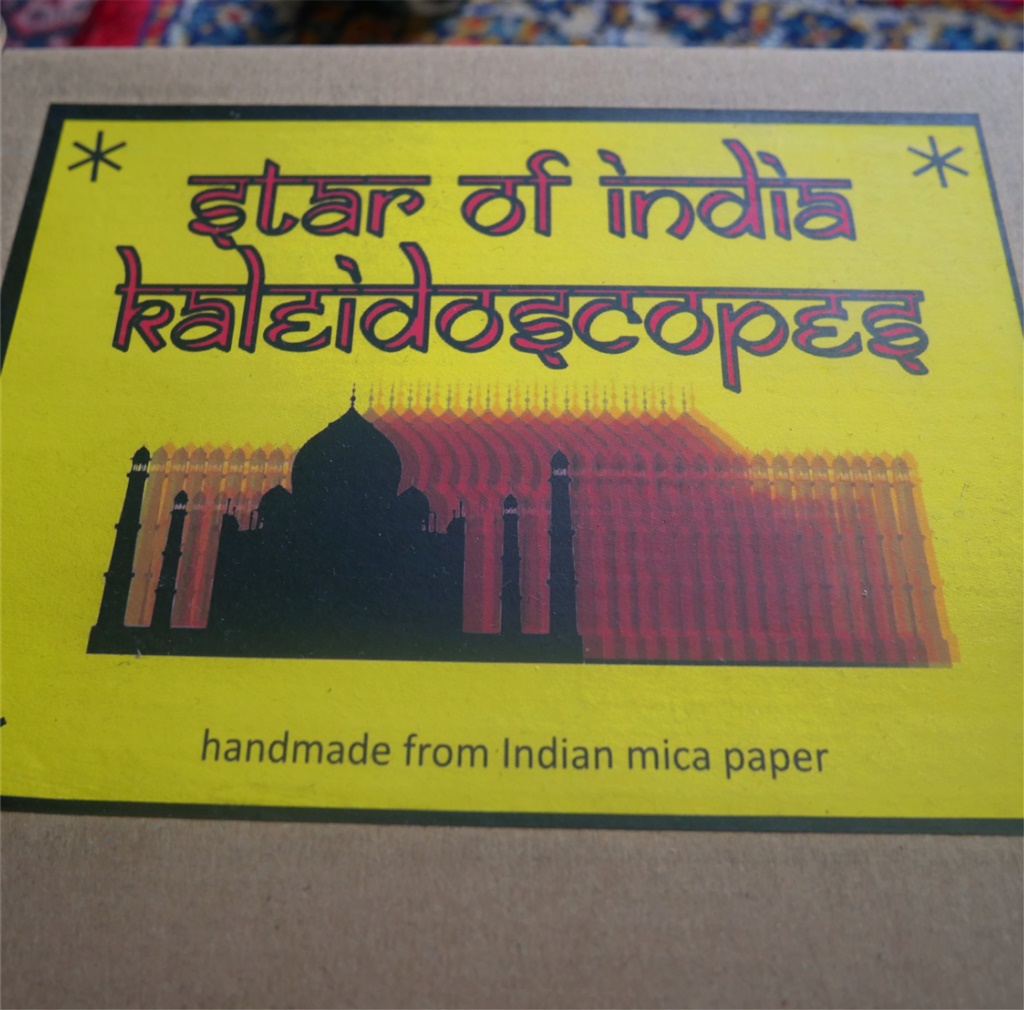 star of india
kaleidoscopes
handmade from Indian mica paper